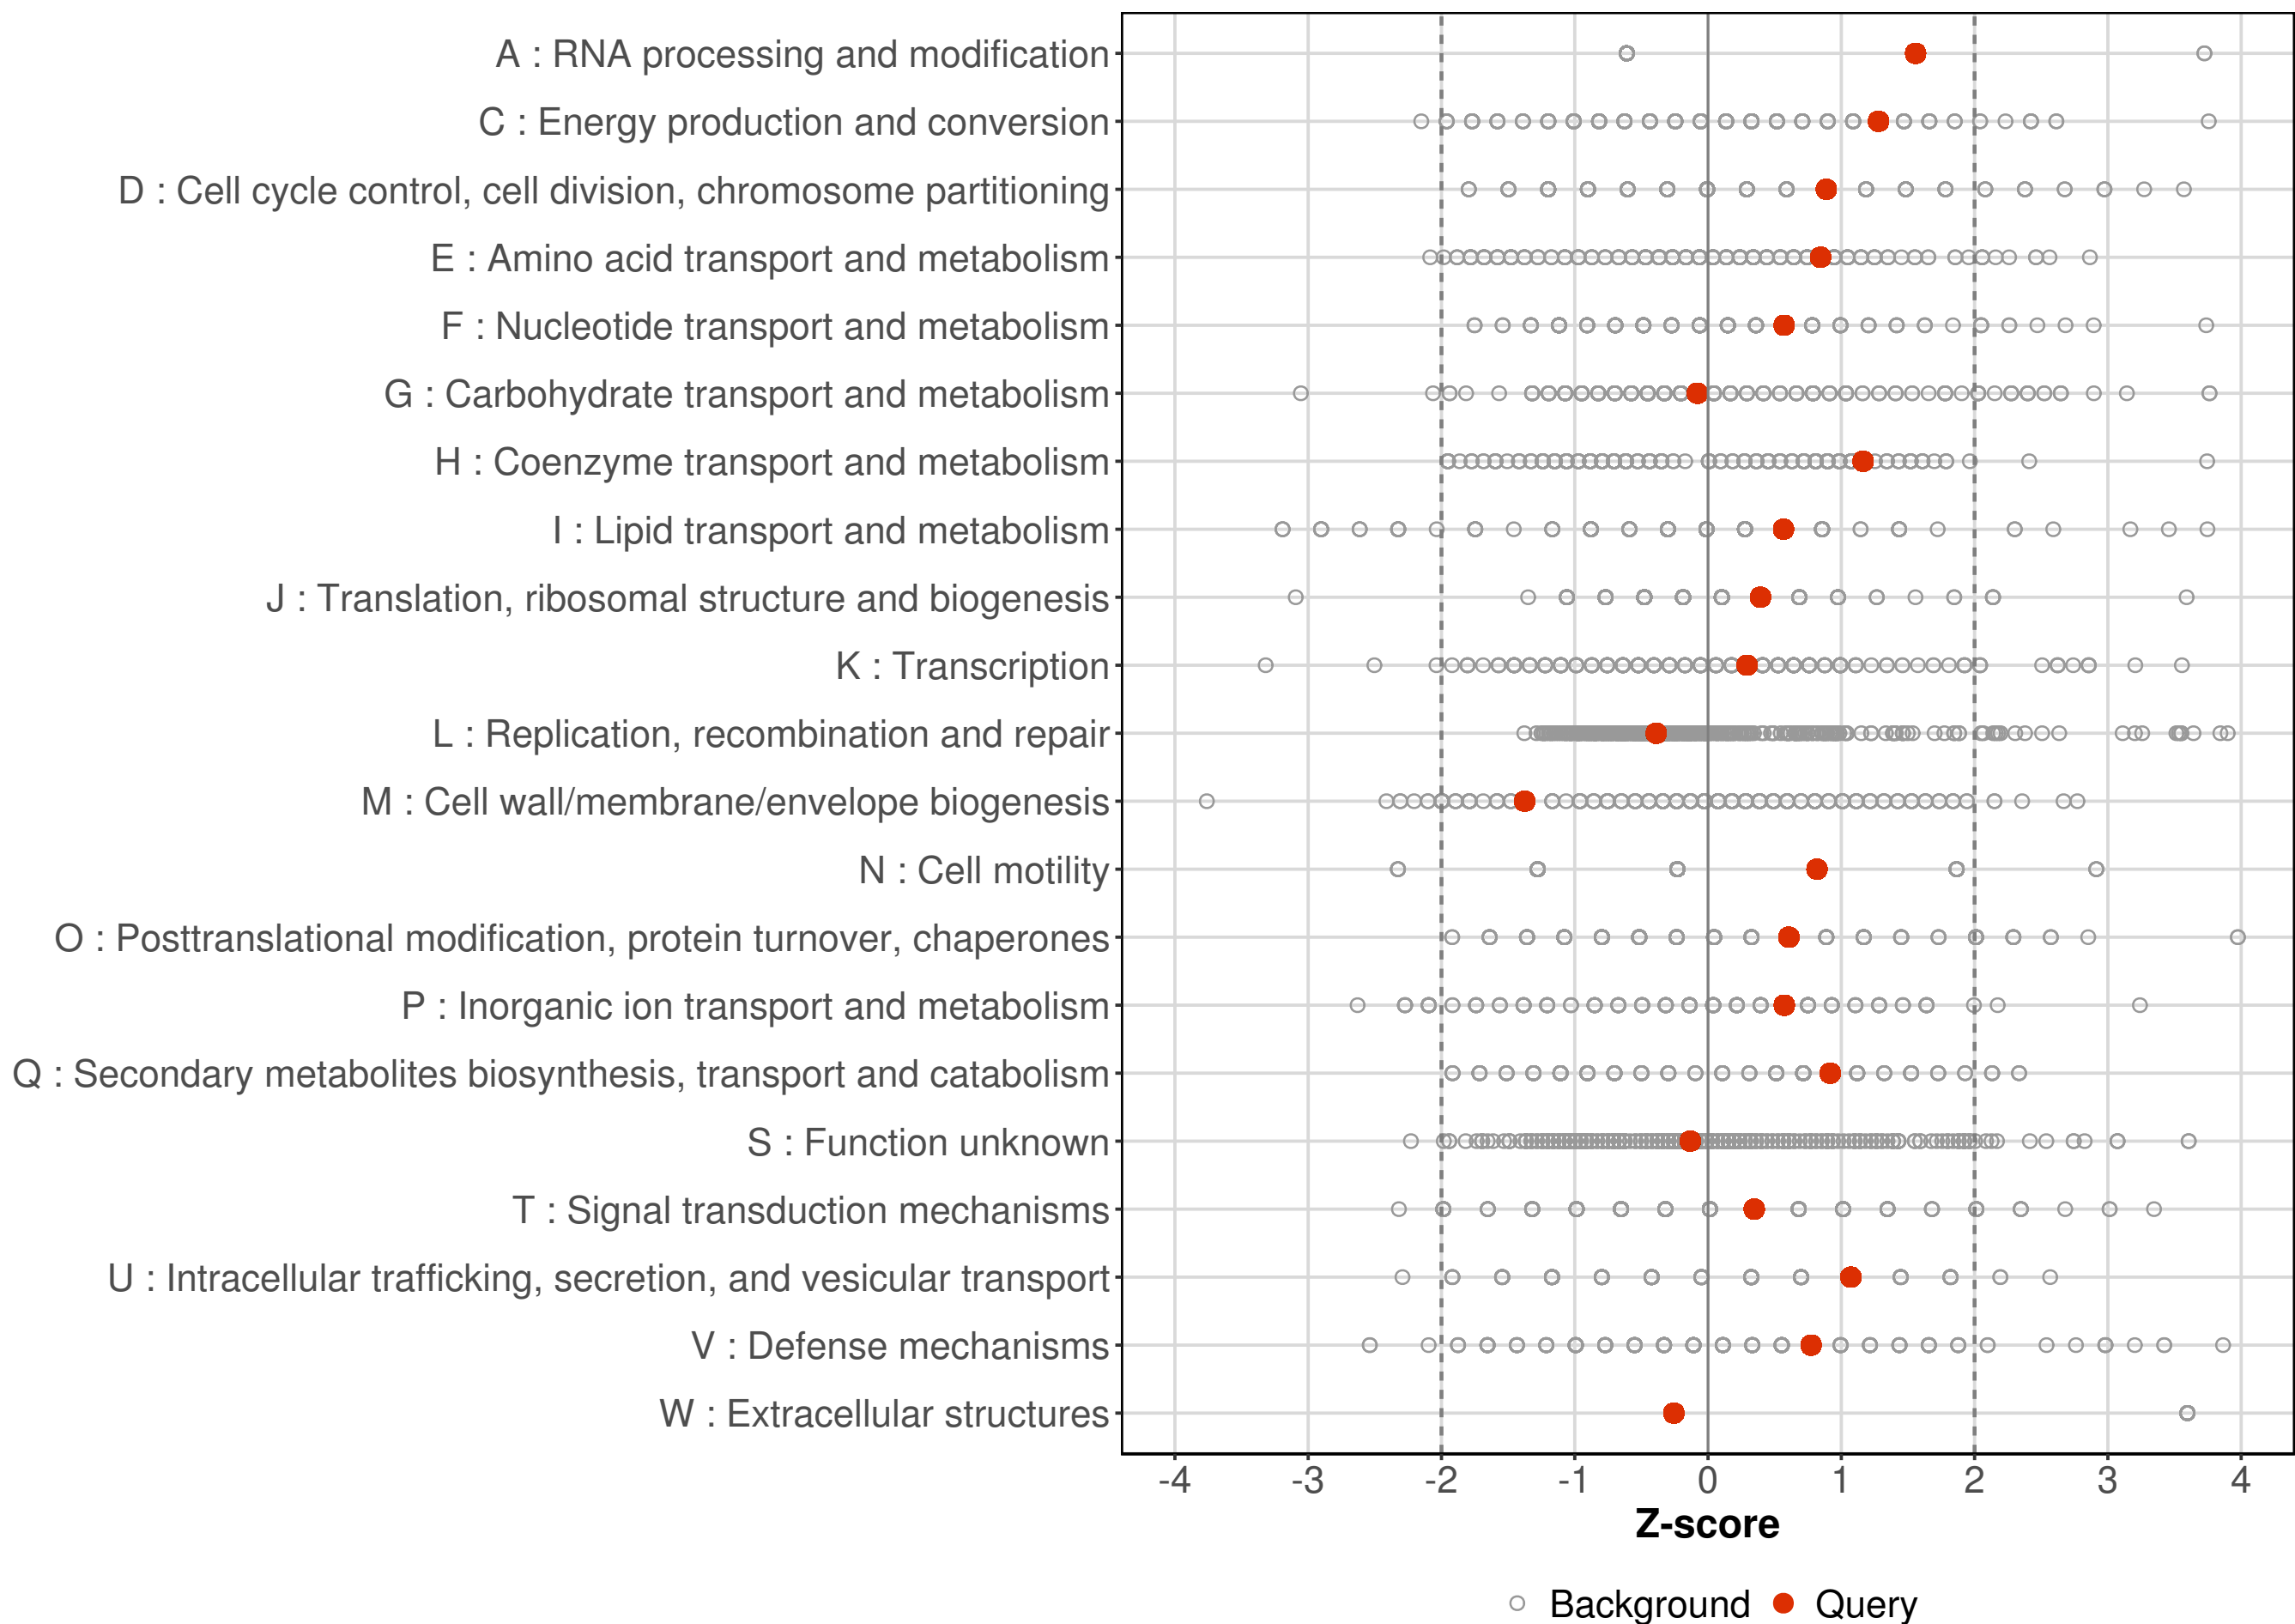 A : RNA processing and modification
C : Energy production and conversion
D : Cell cycle control, cell division, chromosome partitioning
E : Amino acid transport and metabolism
F : Nucleotide transport and metabolism
G : Carbohydrate transport and metabolism
H : Coenzyme transport and metabolism
I : Lipid transport and metabolism
J : Translation, ribosomal structure and biogenesis
K : Transcription
L : Replication, recombination and repair
M : Cell wall/membrane/envelope biogenesis
N : Cell motility
O : Posttranslational modification, protein turnover, chaperones
P : Inorganic ion transport and metabolism
Q : Secondary metabolites biosynthesis, transport and catabolism
S : Function unknown
T : Signal transduction mechanisms
U : Intracellular trafficking, secretion, and vesicular transport
V : Defense mechanisms
W : Extracellular structures
-4 -3 -2 -1 0 1 2 3 4
Z-score
Background Query